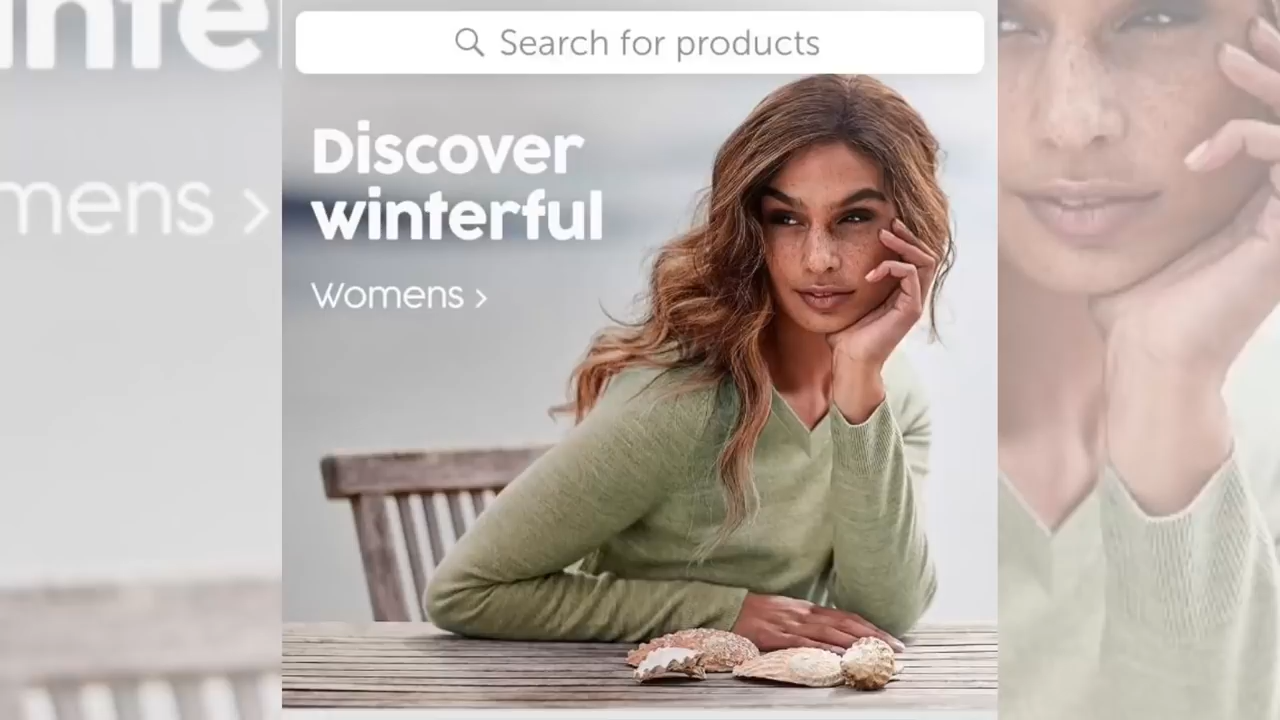 Search for products
Discover
winterful
Womens >
mens >